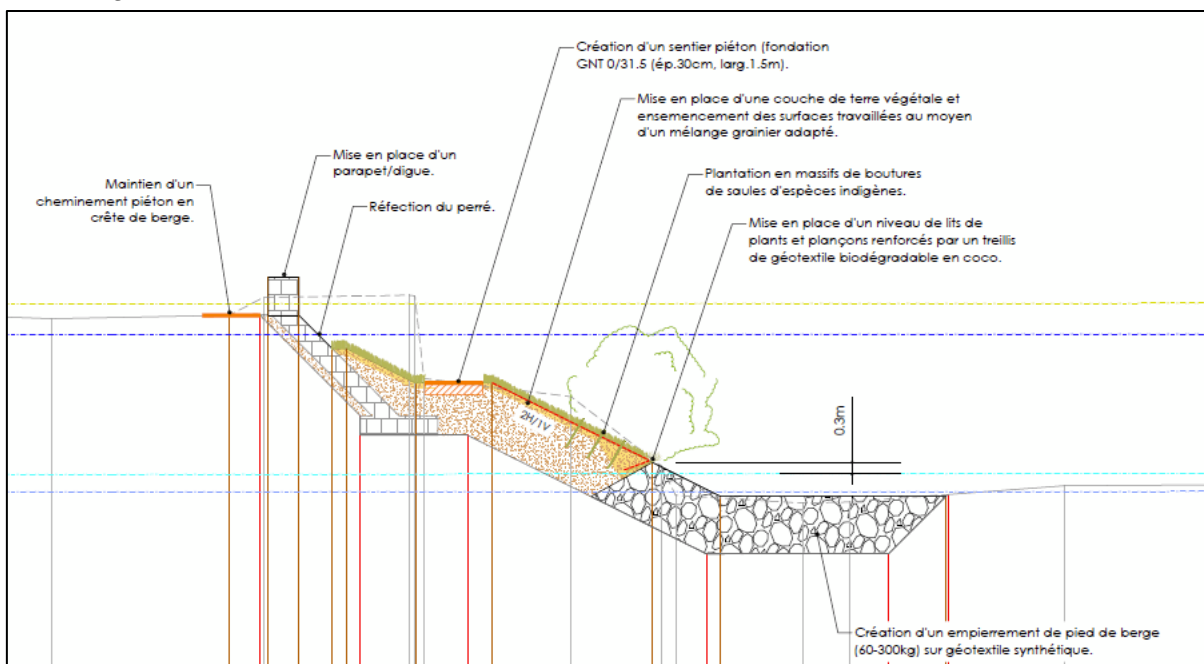 Création d'un sentier piéton (fondation
GNT 0/31.5 (ép.30cm, larg.1.5m).
Mise en place d'une couche de terre végétale et
ensemencement des surfaces travaillées au moyen
d'un mélange grainier adapté.
Mise en place d'un
parapet/digue.
Plantation en massifs de boutures
de saules d'espèces indigènes.
Maintien d'un
cheminement piéton en
crête de berge.
Réfection du perré.
Mise en place d'un niveau de lits de
plants et plançons renforcés par un treillis
de géotextile biodégradable en coco.
2H/1V
0.3m
Création d'un empierrement de pied de berge
(60-300kg) sur géotextile synthétique.